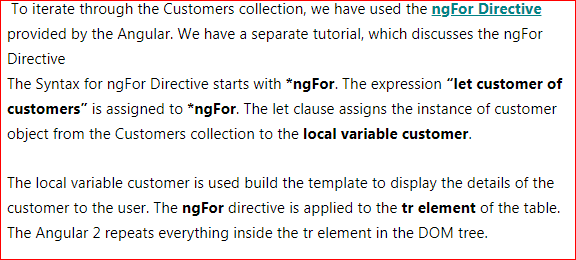 To iterate through the Customers collection, we have used the ngFor Directive
provided by the Angular. We have a separate tutorial, which discusses the ngFor
Directive
The Syntax for ngFor Directive starts with *ngFor. The expression “let customer of
customers” is assigned to *ngFor. The let clause assigns the instance of customer
object from the Customers collection to the local variable customer.
The local variable customer is used build the template to display the details of the
customer to the user. The ngFor directive is applied to the tr element of the table.
The Angular 2 repeats everything inside the tr element in the DOM tree.